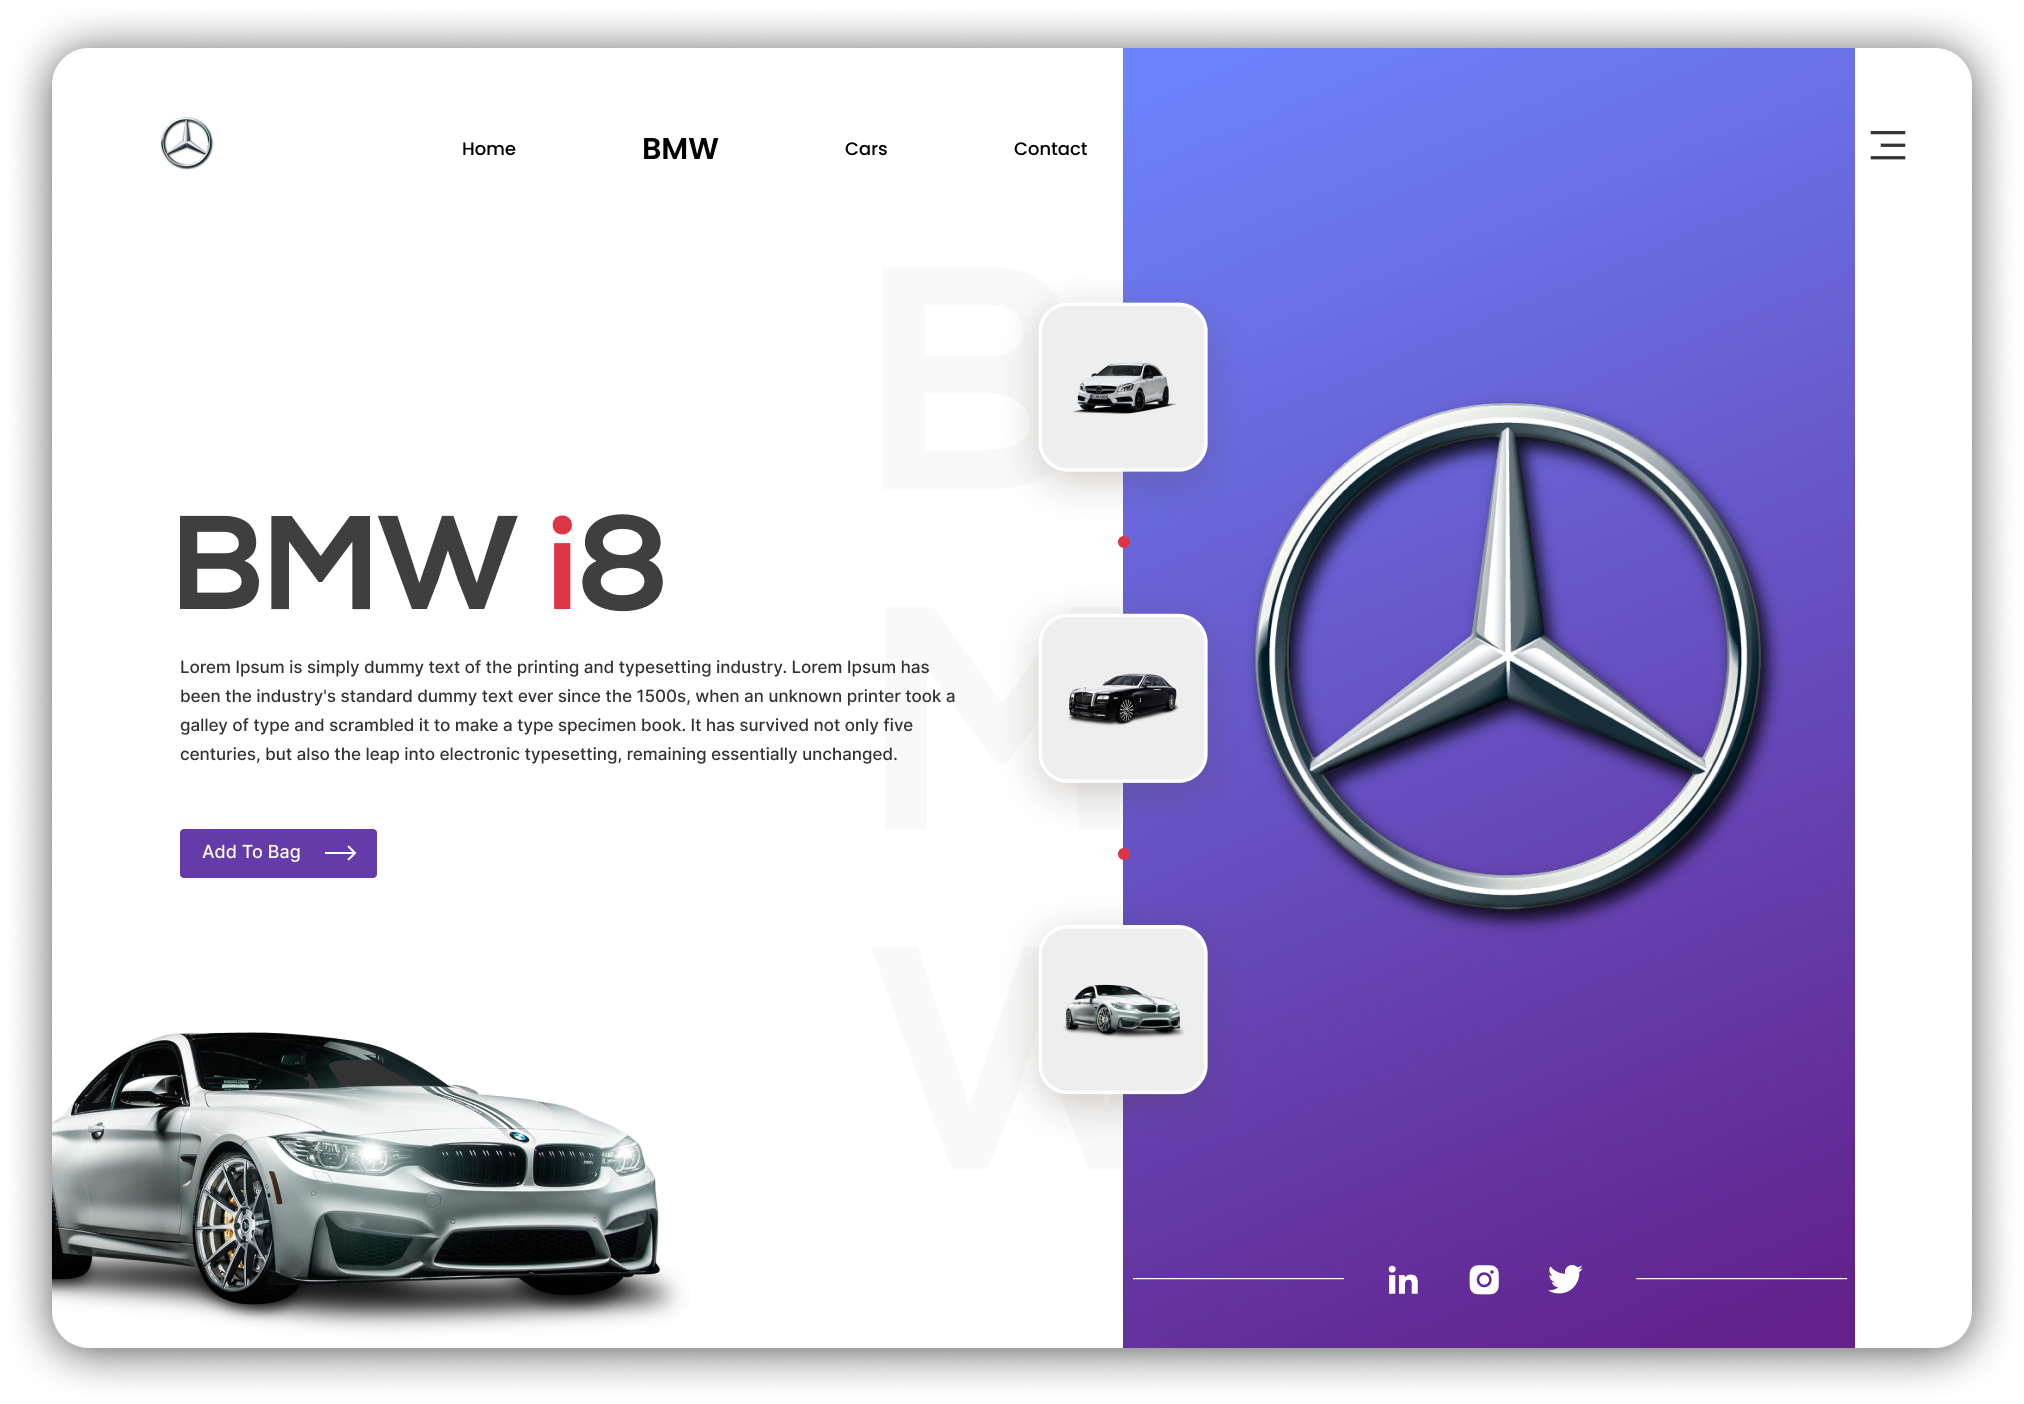 Home
BMW
Cars
Contact
B
M
W
BMW i8
Lorem Ipsum is simply dummy text of the printing and typesetting industry. Lorem Ipsum has
been the industry's standard dummy text ever since the 1500s, when an unknown printer took a
galley of type and scrambled it to make a type specimen book. It has survived not only five
centuries, but also the leap into electronic typesetting, remaining essentially unchanged.
Add To Bag
in